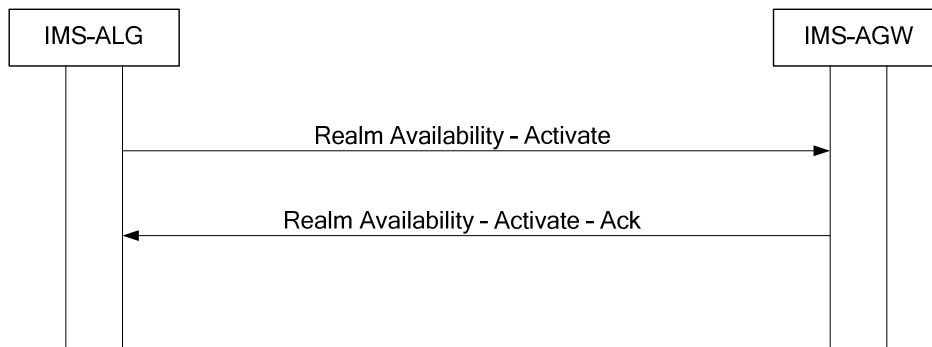 IMS-ALG
IMS-AGW
Realm Availability - Activate
Realm Availability - Activate - Ack